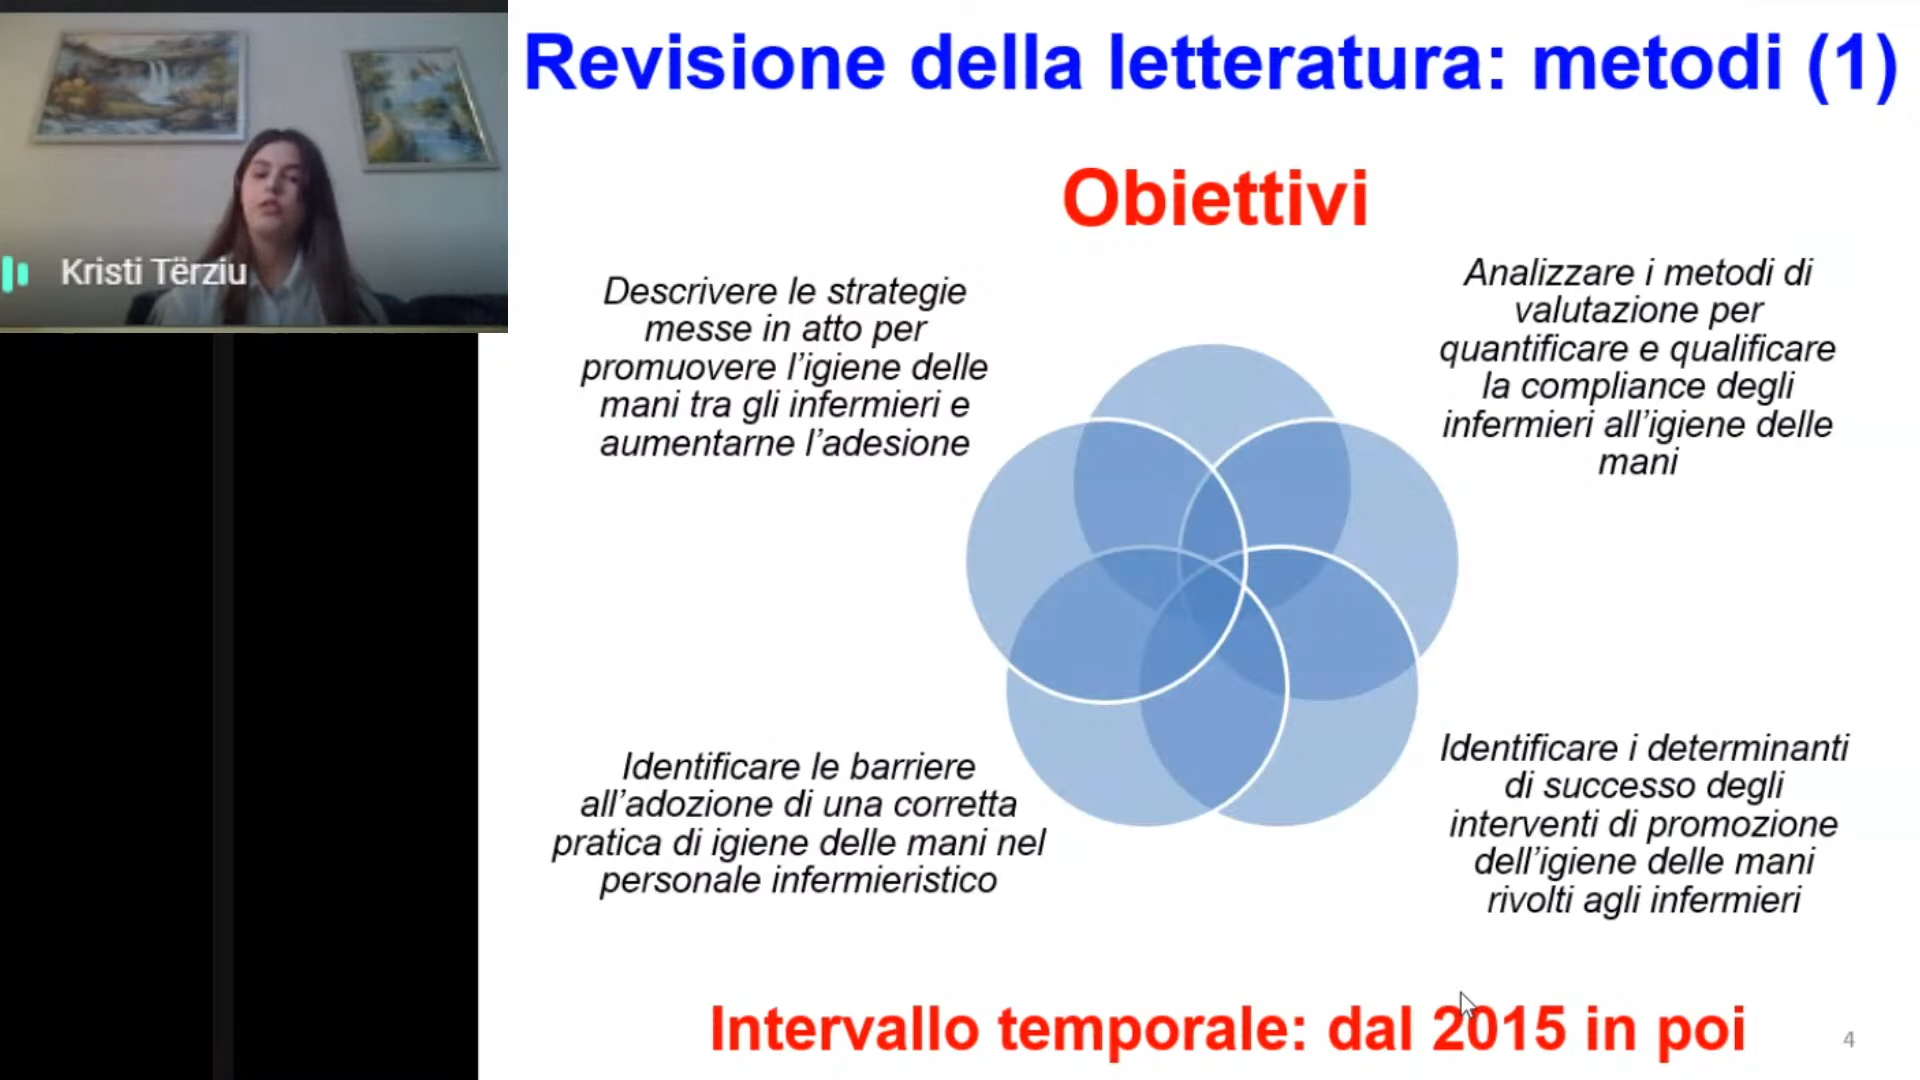 Revisione della letteratura: metodi (1)
Obiettivi
Kristi Tërziu
Descrivere le strategie
messe in atto per
promuovere l'igiene delle
mani tra gli infermieri e
aumentarne l'adesione
Analizzare i metodi di
valutazione per
quantificare e qualificare
la compliance degli
infermieri all'igiene delle
mani
Identificare le barriere
all'adozione di una corretta
pratica di igiene delle mani nel
personale infermieristico
Identificare i determinanti
di successo degli
interventi di promozione
dell'igiene delle mani
rivolti agli infermieri
Intervallo temporale: dal 2015 in poi
4